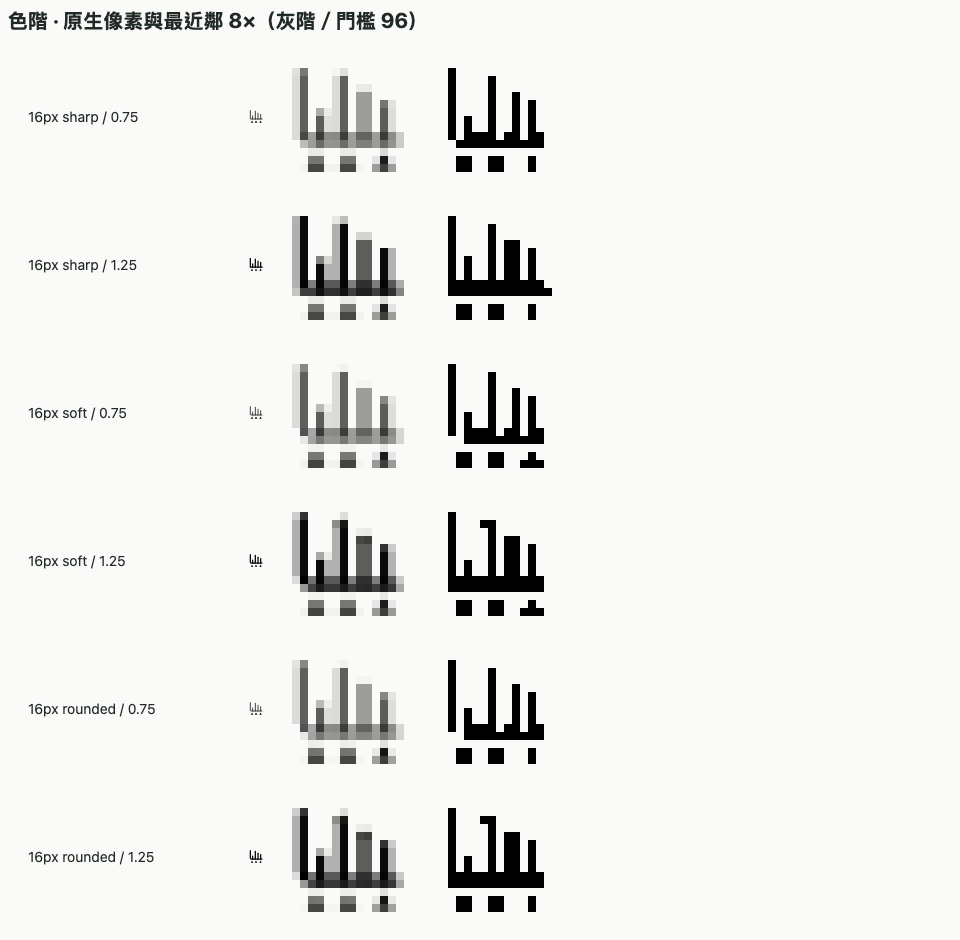 色階 · 原生像素與最近鄰 8×（灰階 / 門檻 96）
16px sharp / 0.75
16px sharp / 1.25
16px soft / 0.75
16px soft / 1.25
16px rounded / 0.75
16px rounded / 1.25